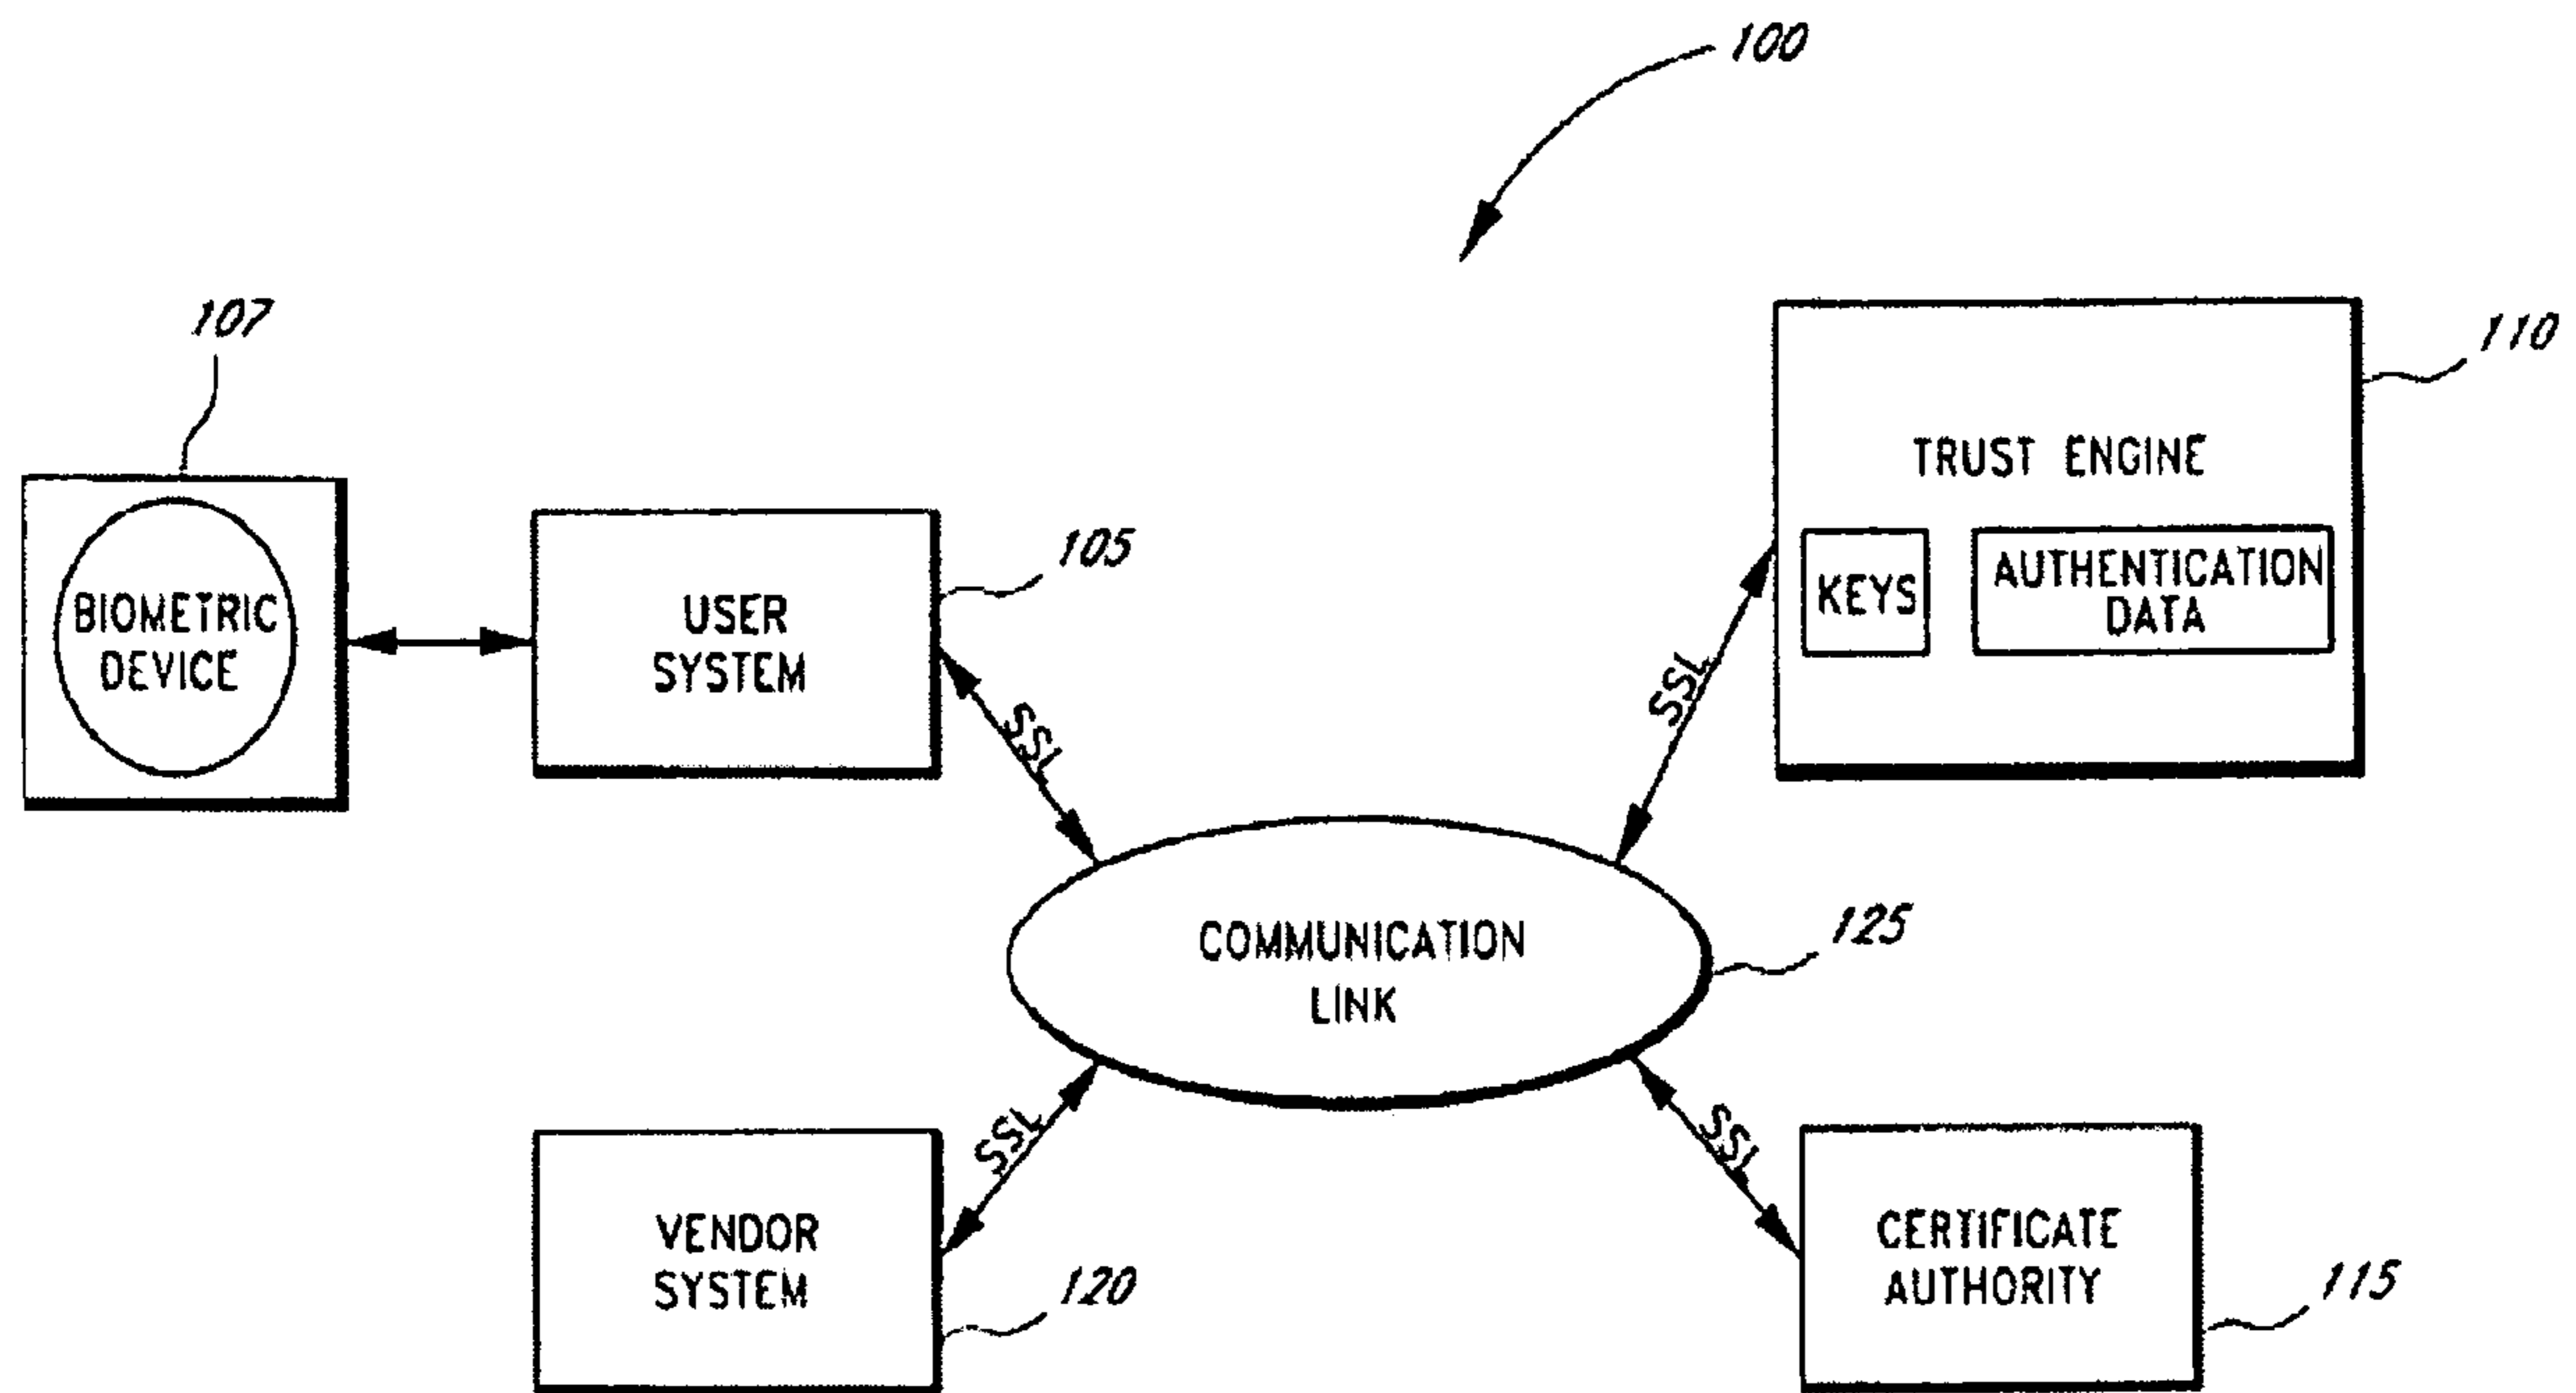 100
107
110
TRUST ENGINE
105
KEYS
AUTHENTICATION
DATA
BIOMETRIC
DEVICE
USER
SYSTEM
SSL
SSL
125
COMMUNICATION
LINK
SSL
SSL
VENDOR
SYSTEM
120
CERTIFICATE
AUTHORITY
115